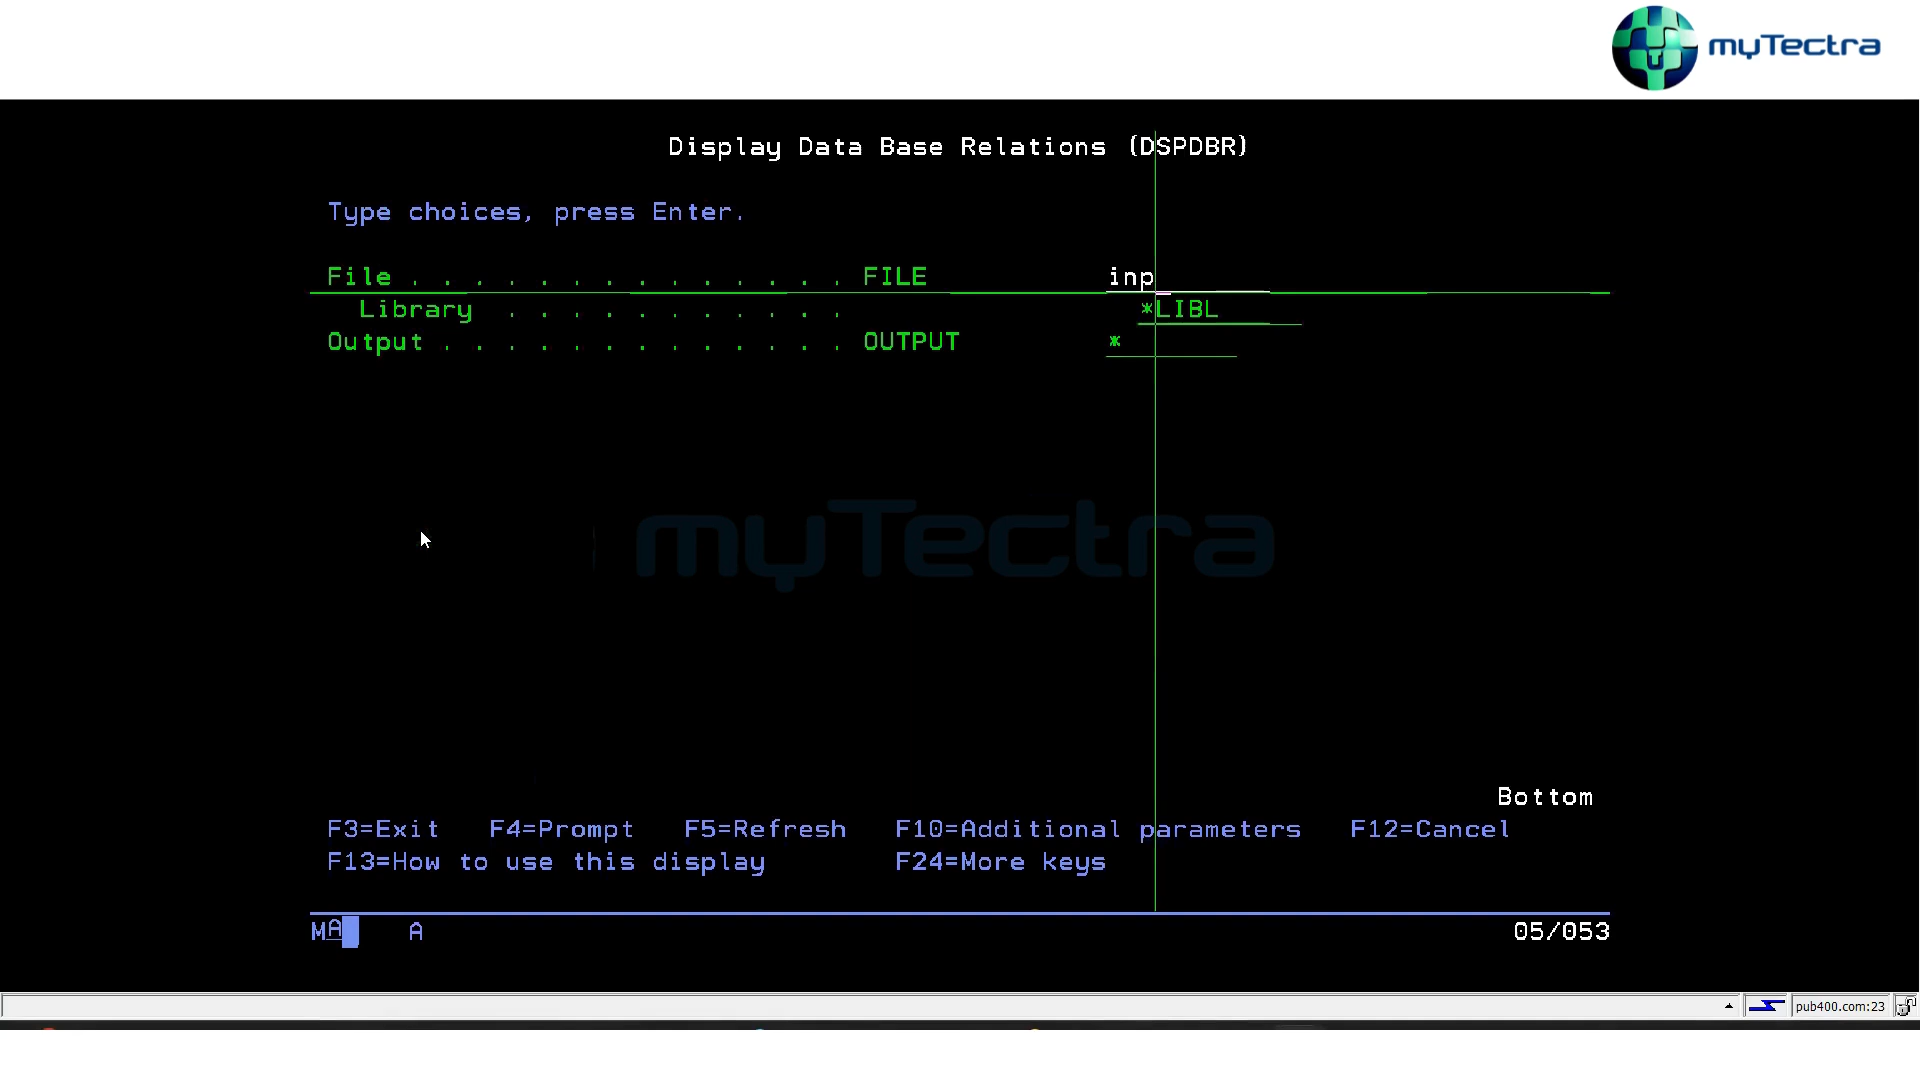 myTectra
Display Data Base Relations (DSPDBR)
Type choices, press Enter.
File . . . . . . . . . . . . . . FILE inp
Library . . . . . . . . . . . *LIBL
Output . . . . . . . . . . . . . OUTPUT *
myTectra
Bottom
F3=Exit F4=Prompt F5=Refresh F10=Additional parameters F12=Cancel
F13=How to use this display F24=More keys
MA A 05/053
pub400.com:23